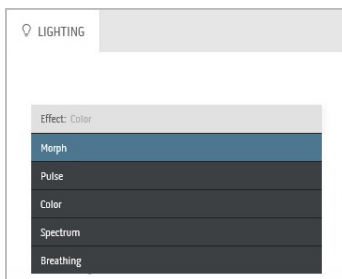 LIGHTING
Effect: Color
Morph
Pulse
Color
Spectrum
Breathing